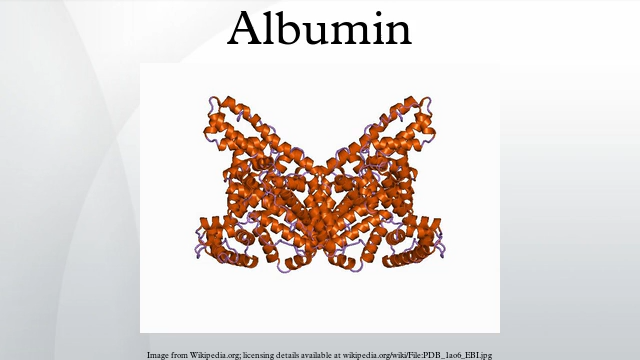 Albumin
Image from Wikipedia.org; licensing details available at wikipedia.org/wiki/File:PDB_1ao6_EBI.jpg